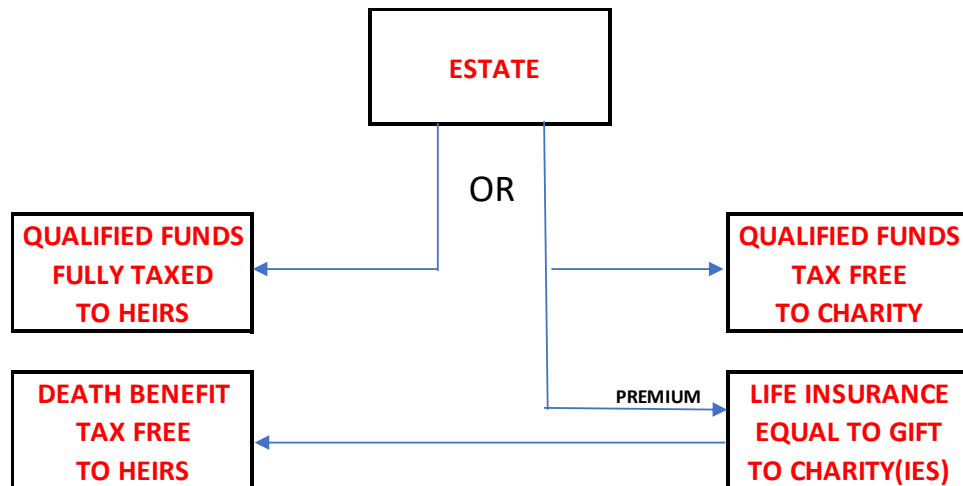 ESTATE
OR
QUALIFIED FUNDS
FULLY TAXED
TO HEIRS
QUALIFIED FUNDS
TAX FREE
TO CHARITY
DEATH BENEFIT
TAX FREE
TO HEIRS
PREMIUM
LIFE INSURANCE
EQUAL TO GIFT
TO CHARITY(IES)